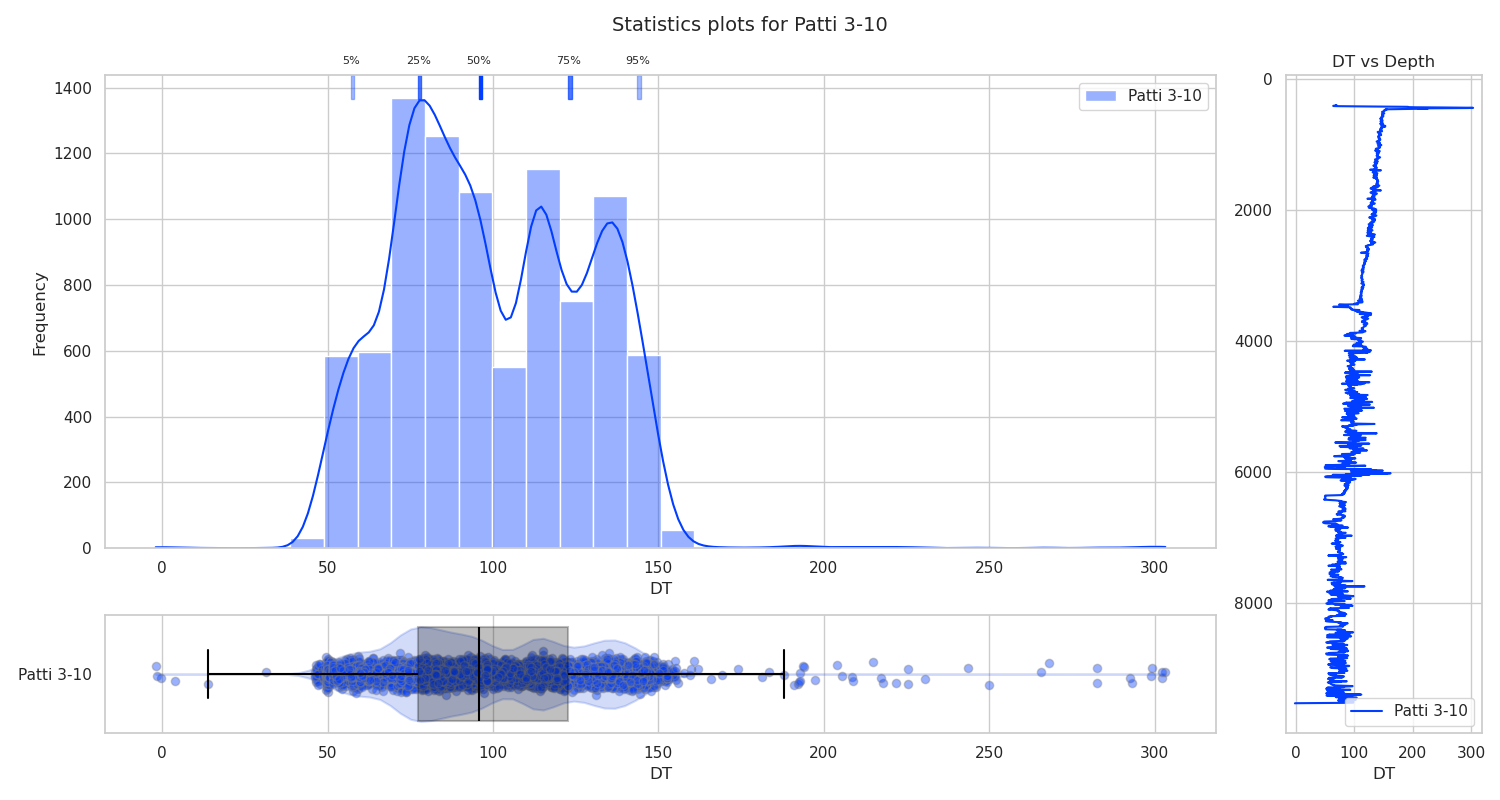 Statistics plots for Patti 3-10
5% 25% 50% 75% 95%
Patti 3-10
1400
1200
1000
800
600
400
200
0
Frequency
0 50 100 150 200 250 300
DT
Patti 3-10
0 50 100 150 200 250 300
DT
DT vs Depth
0
2000
4000
6000
8000
Patti 3-10
0 100 200 300
DT